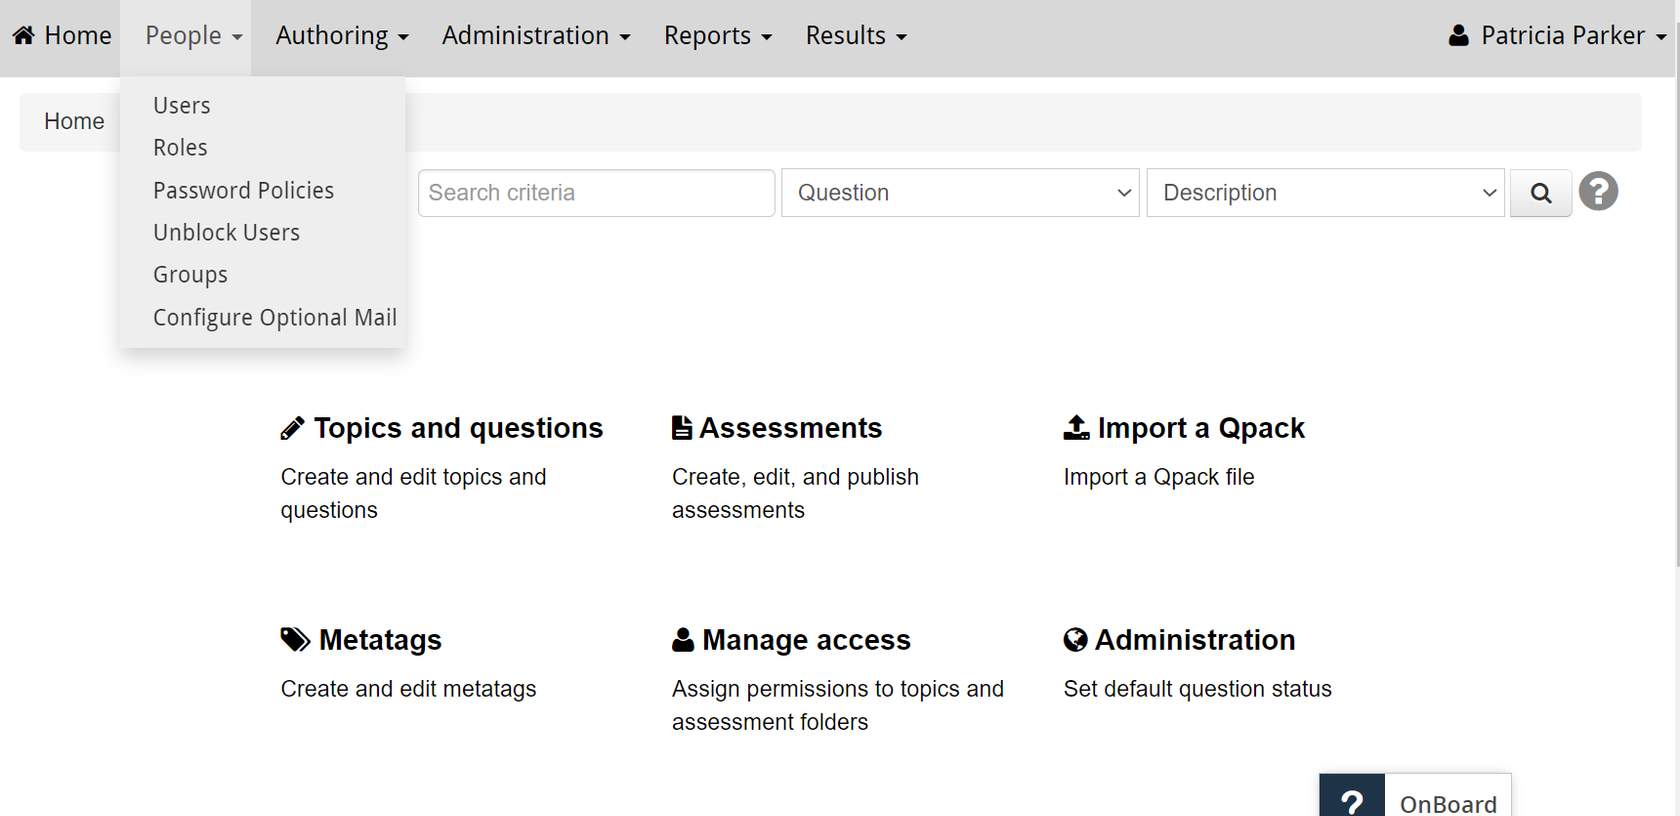 Home People Authoring Administration Reports Results Patricia Parker
Users
Home
Roles
Password Policies
Search criteria Question Description ?
Unblock Users
Groups
Configure Optional Mail
Topics and questions
Create and edit topics and
questions
Assessments
Create, edit, and publish
assessments
Import a Qpack
Import a Qpack file
Metatags
Create and edit metatags
Manage access
Assign permissions to topics and
assessment folders
Administration
Set default question status
? OnBoard